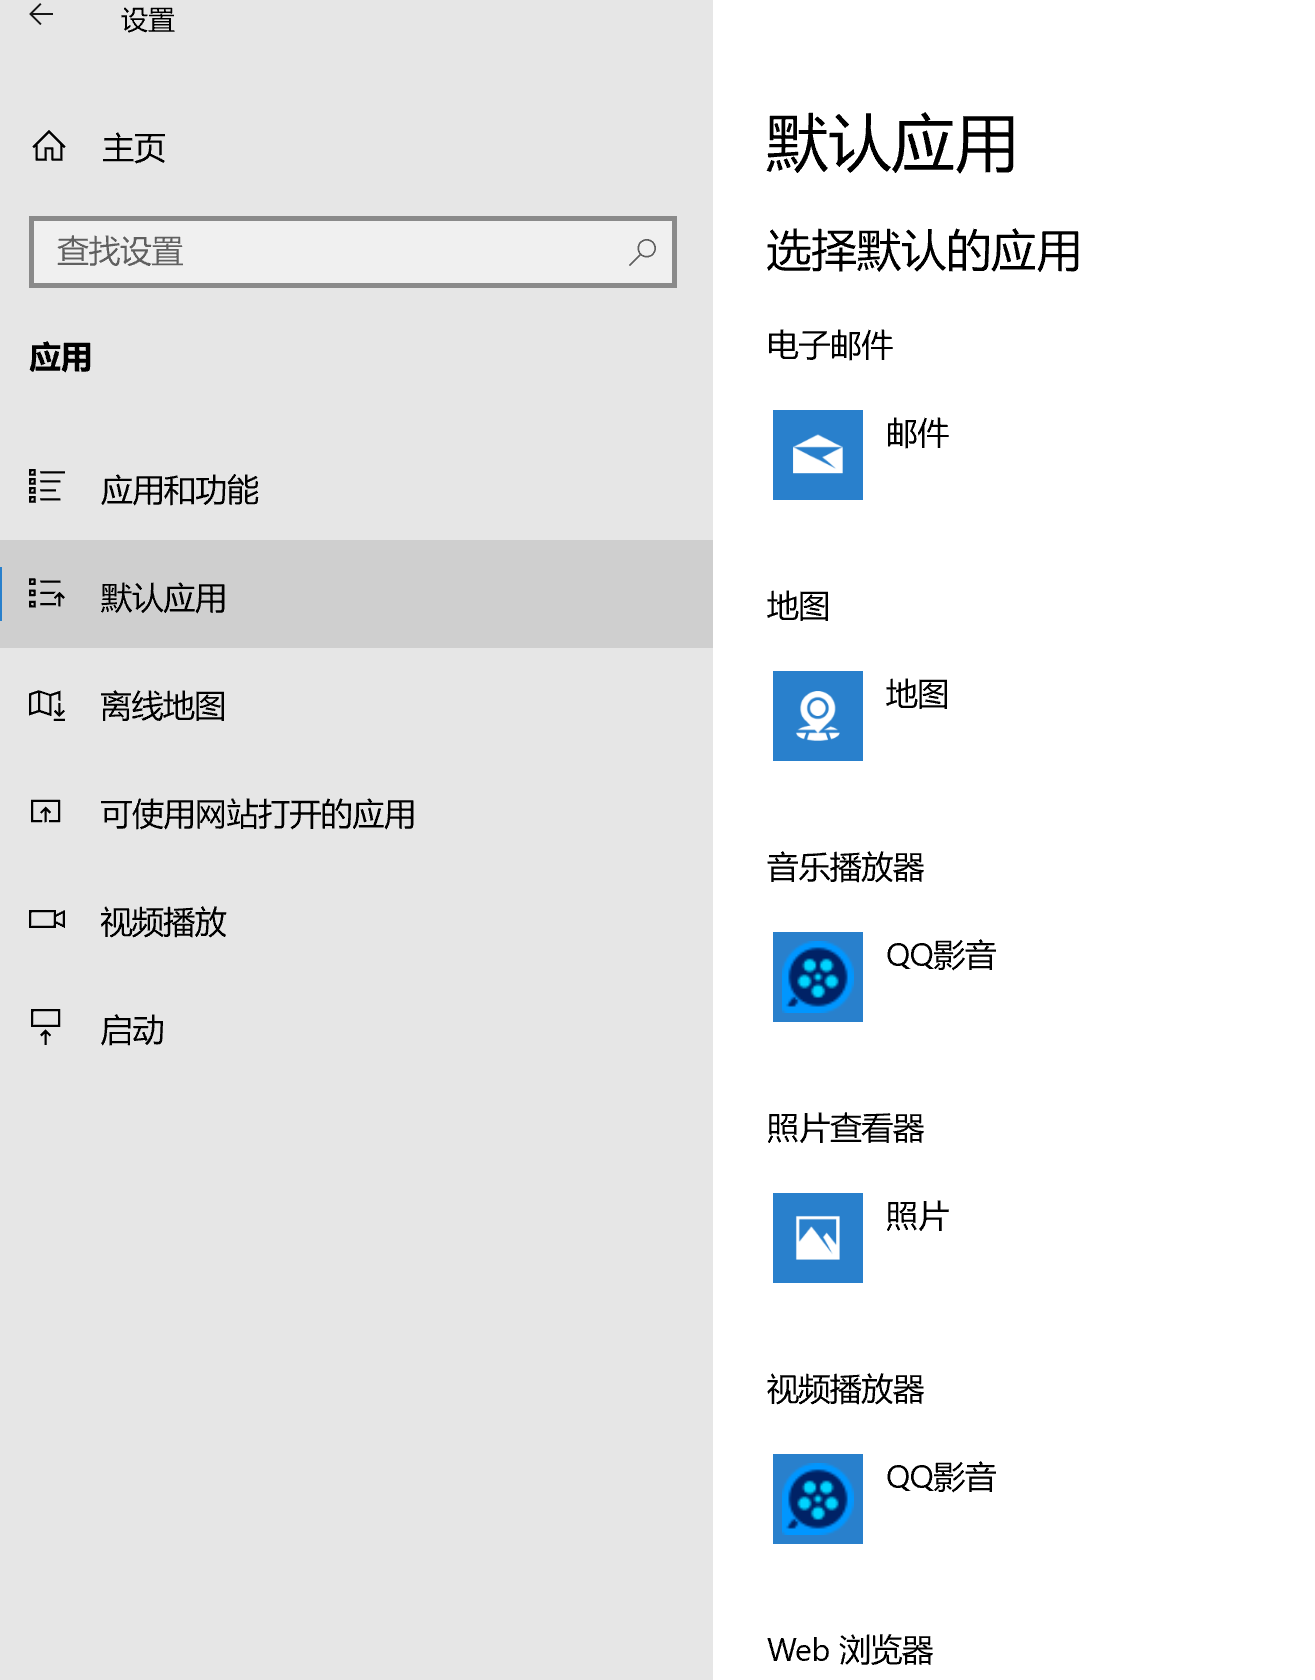 设置
主页
查找设置
应用
应用和功能
默认应用
离线地图
可使用网站打开的应用
视频播放
启动
默认应用
选择默认的应用
电子邮件
邮件
地图
地图
音乐播放器
QQ影音
照片查看器
照片
视频播放器
QQ影音
Web 浏览器